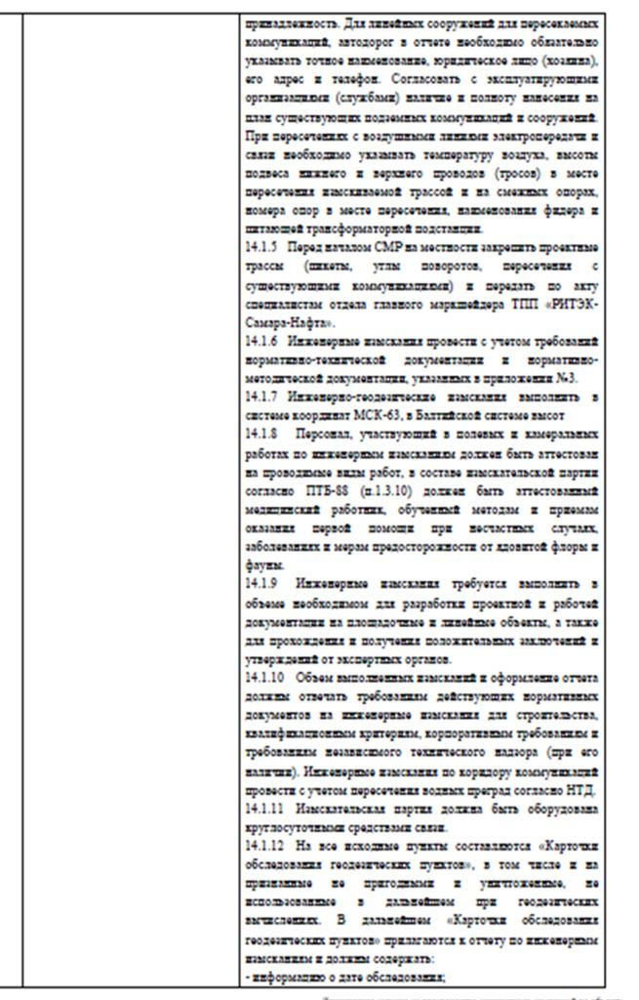 принадлежность. Для линейных сооружений для пересекаемых
коммуникаций, автодорог в отчете необходимо обязательно
указывать точное наименование, юридическое лицо (хозяина),
его адрес и телефон. Согласовать с эксплуатирующими
организациями (службами) наличие и полноту нанесения на
план существующих подземных коммуникаций и сооружений.
При пересечениях с воздушными линиями электропередачи и
связи необходимо указывать температуру воздуха, высоты
подвеса нижнего и верхнего проводов (тросов) в месте
пересечения изыскиваемой трассой и на смежных опорах,
номера опор в месте пересечения, наименования фидера и
питающей трансформаторной подстанции.
14.1.5 Перед началом СМР на местности закрепить проектные
трассы (пикеты, углы поворотов, пересечения с
существующими коммуникациями) и передать по акту
специалистам отдела главного маркшейдера ТПП «РИТЭК-
Самара-Нафта».
14.1.6 Инженерные изыскания провести с учетом требований
нормативно-технической документации и нормативно-
методической документации, указанных в приложении №3.
14.1.7 Инженерно-геодезические изыскания выполнить в
системе координат МСК-63, в Балтийской системе высот
14.1.8 Персонал, участвующий в полевых и камеральных
работах по инженерным изысканиям должен быть аттестован
на проводимые виды работ, в составе изыскательской партии
согласно ПТБ-88 (п.1.3.10) должен быть аттестованный
медицинский работник, обученный методам и приемам
оказания первой помощи при несчастных случаях,
заболеваниях и мерам предосторожности от ядовитой флоры и
фауны.
14.1.9 Инженерные изыскания требуется выполнить в
объеме необходимом для разработки проектной и рабочей
документации на площадочные и линейные объекты, а также
для прохождения и получения положительных заключений и
утверждений от экспертных органов.
14.1.10 Объем выполненных изысканий и оформление отчета
должны отвечать требованиям действующих нормативных
документов на инженерные изыскания для строительства,
квалификационным критериям, корпоративным требованиям и
требованиям независимого технического надзора (при его
наличии). Инженерные изыскания по коридору коммуникаций
провести с учетом пересечения водных преград согласно НТД.
14.1.11 Изыскательская партия должна быть оборудована
круглосуточными средствами связи.
14.1.12 На все исходные пункты составляются «Карточки
обследования геодезических пунктов», в том числе и на
признанные не пригодными и уничтоженные, не
использованные в дальнейшем при геодезических
вычислениях. В дальнейшем «Карточки обследования
геодезических пунктов» прилагаются к отчету по инженерным
изысканиям и должны содержать:
- информацию о дате обследования;